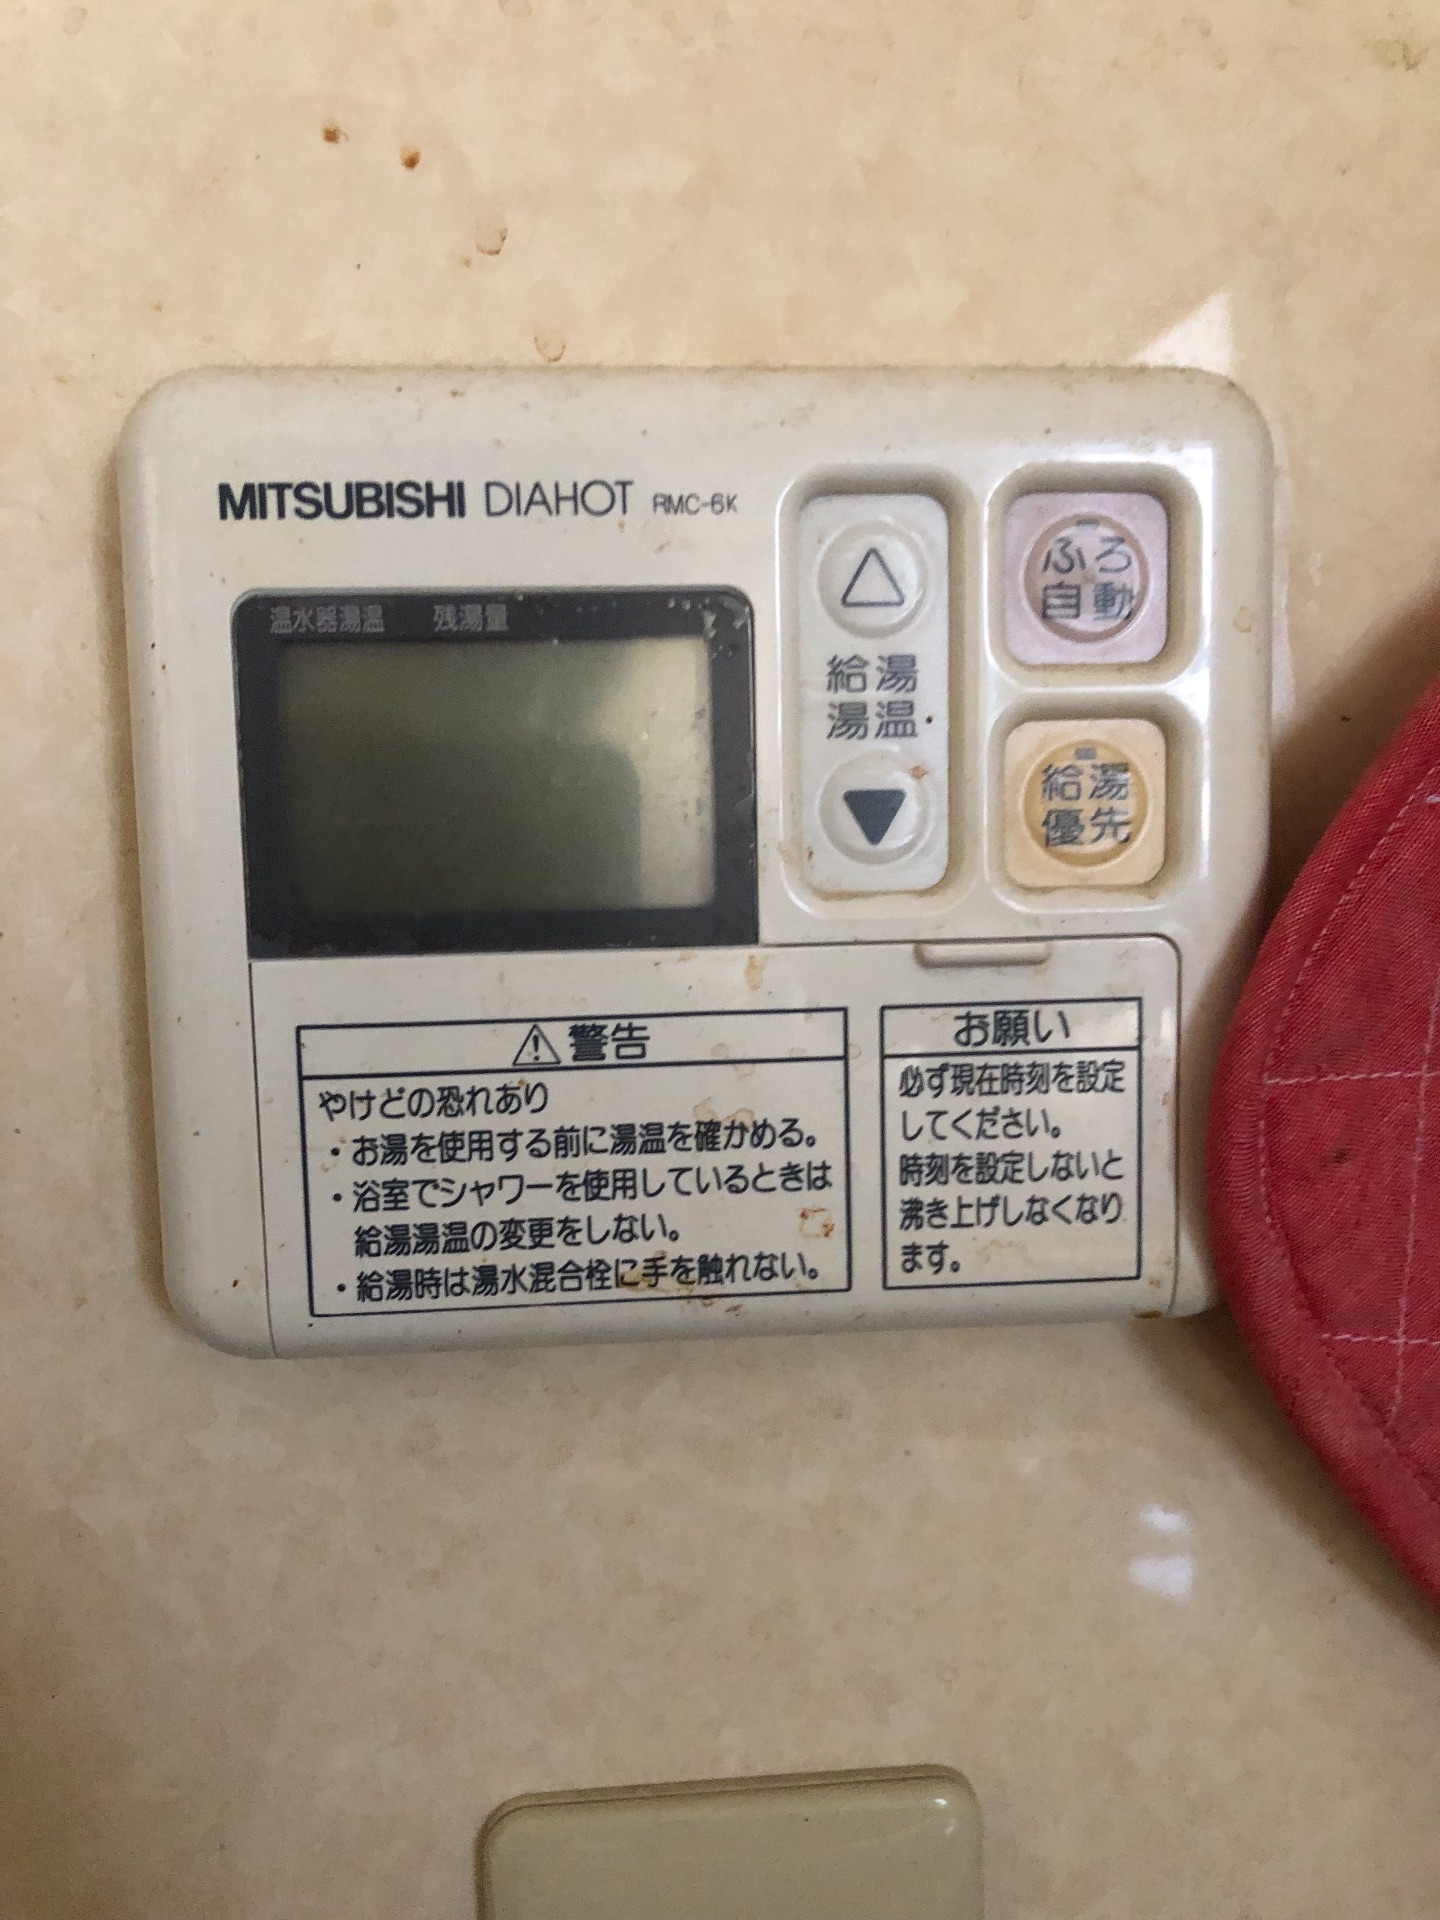 MITSUBISHI DIAHOT RMC-6K
温水器湯温 残湯量
△
給湯
湯温
▼
ふろ
自動
給湯
優先
⚠警告
やけどの恐れあり
・お湯を使用する前に湯温を確かめる。
・浴室でシャワーを使用しているときは
給湯湯温の変更をしない。
・給湯時は湯水混合栓に手を触れない。
お願い
必ず現在時刻を設定
してください。
時刻を設定しないと
沸き上げしなくなり
ます。